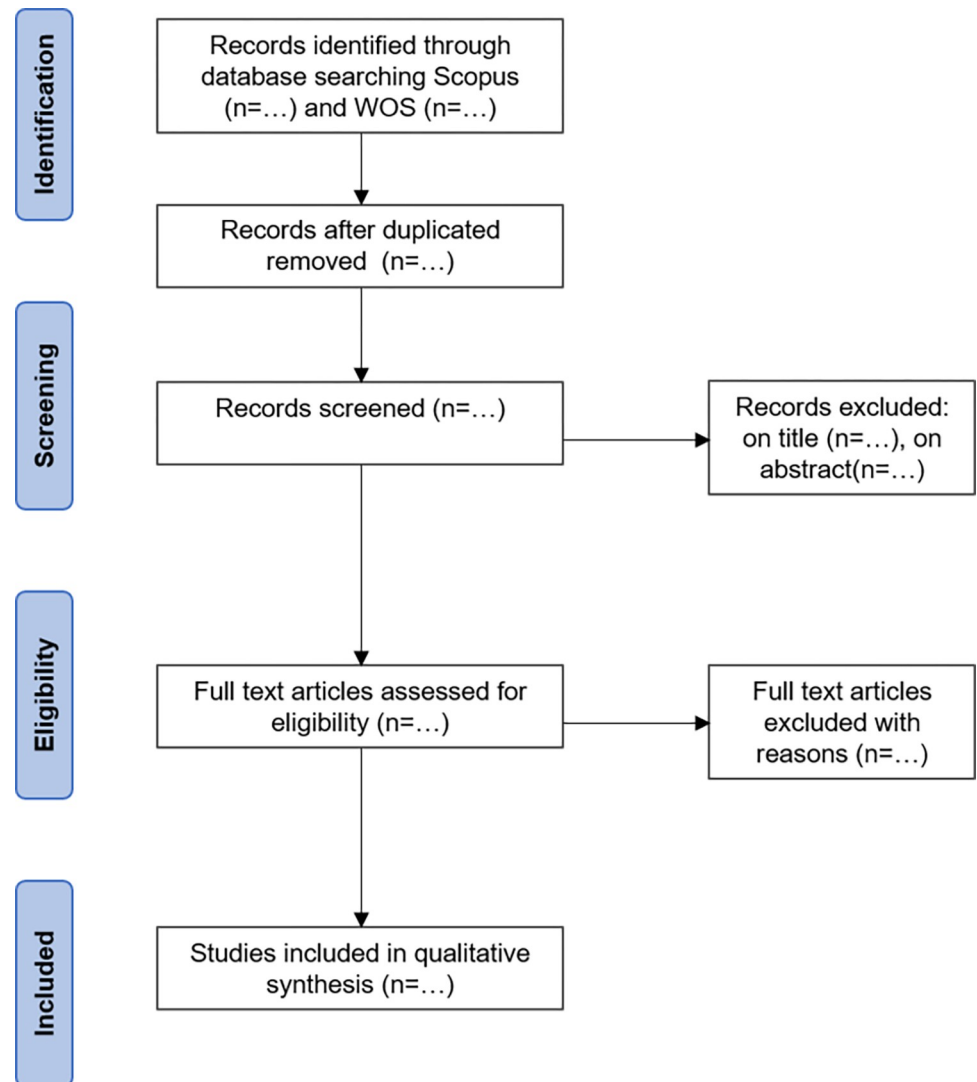 Identification
Records identified through
database searching Scopus
(n=...) and WOS (n=...)
Records after duplicated
removed (n=...)
Screening
Records screened (n=...)
Records excluded:
on title (n=...), on
abstract(n=...)
Eligibility
Full text articles assessed for
eligibility (n=...)
Full text articles
excluded with
reasons (n=...)
Included
Studies included in qualitative
synthesis (n=...)